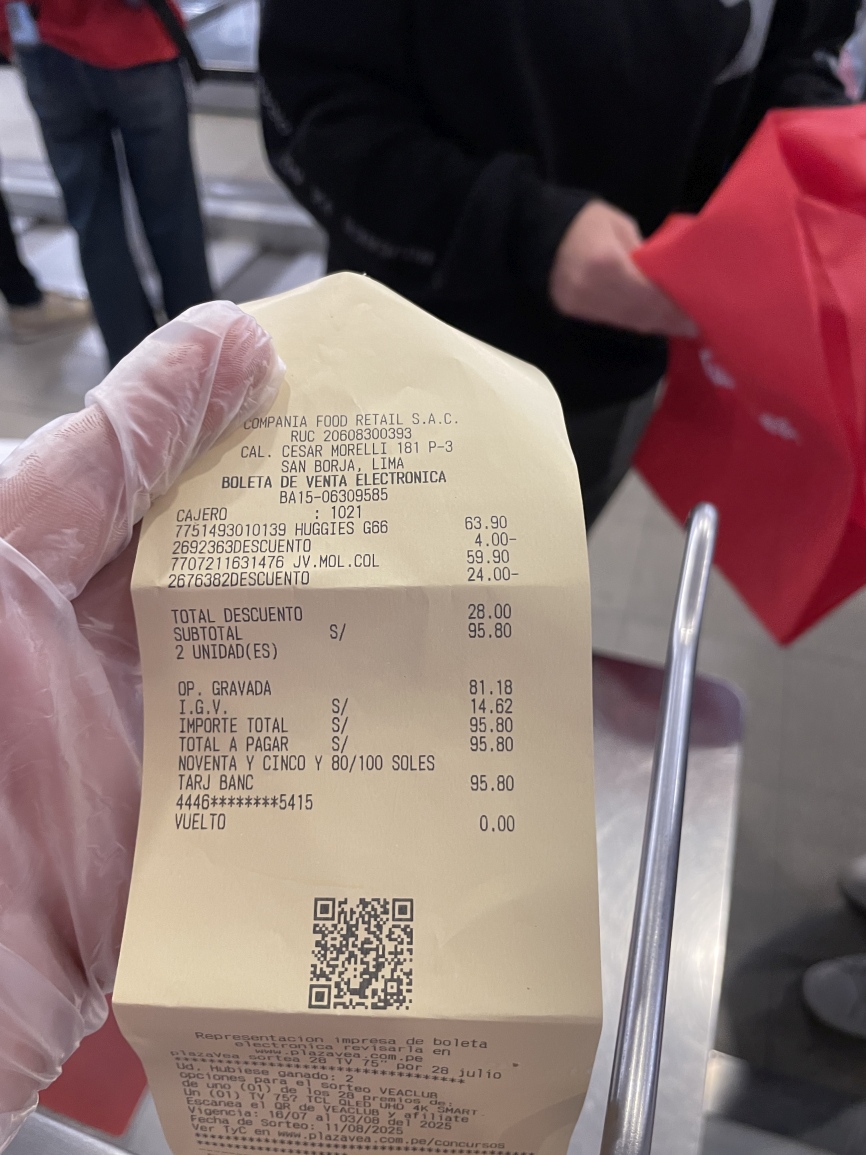 COMPANIA FOOD RETAIL S.A.C.
RUC 20608300393
CAL. CESAR MORELLI 181 P-3
SAN BORJA, LIMA
BOLETA DE VENTA ELECTRONICA
BA15-06309585
CAJERO : 1021
7751493010139 HUGGIES G66 63.90
2692363DESCUENTO 4.00-
7707211631476 JV.MOL.COL 59.90
2676382DESCUENTO 24.00-
TOTAL DESCUENTO 28.00
SUBTOTAL S/ 95.80
2 UNIDAD(ES)
OP. GRAVADA 81.18
I.G.V. S/ 14.62
IMPORTE TOTAL S/ 95.80
TOTAL A PAGAR S/ 95.80
NOVENTA Y CINCO Y 80/100 SOLES
TARJ BANC 95.80
4446********5415
VUELTO 0.00
Representacion impresa de boleta
electronica revisarla en
www.plazavea.com.pe
plazaVea sortea 28 TV 75" por 28 julio
Ud. Hubiese ganado: 2
opciones para el sorteo VEACLUB
de uno (01) de los 28 premios de:
Un (01) TV 75? TCL QLED UHD 4K SMART.
Escanea el QR de VEACLUB y afiliate
Vigencia: 16/07 al 03/08 del 2025
Fecha de Sorteo: 11/08/2025
Ver TyC en www.plazavea.com.pe/concursos